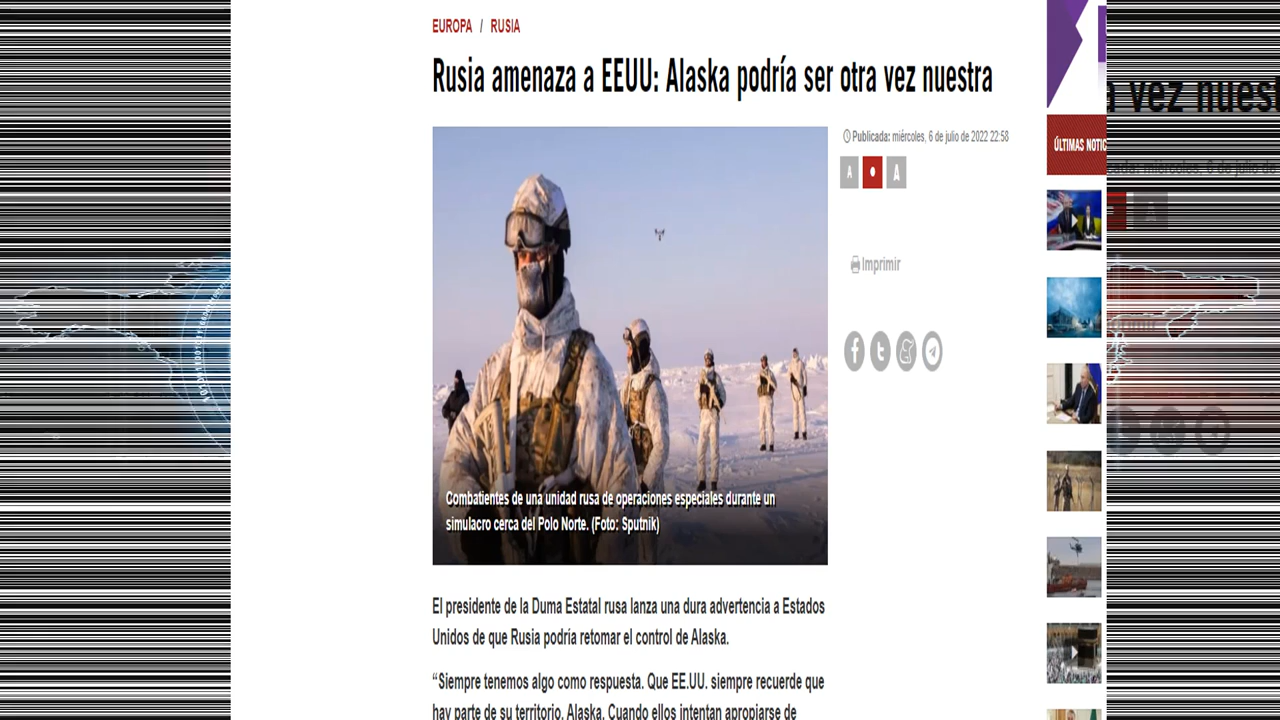 EUROPA / RUSIA
Rusia amenaza a EEUU: Alaska podría ser otra vez nuestra
Publicada: miércoles, 6 de julio de 2022 22:58
A A
Imprimir
ÚLTIMAS NOTIC
Combatientes de una unidad rusa de operaciones especiales durante un
simulacro cerca del Polo Norte. (Foto: Sputnik)
El presidente de la Duma Estatal rusa lanza una dura advertencia a Estados
Unidos de que Rusia podría retomar el control de Alaska.
“Siempre tenemos algo como respuesta. Que EE.UU. siempre recuerde que
hay parte de su territorio, Alaska. Cuando ellos intentan apropiarse de